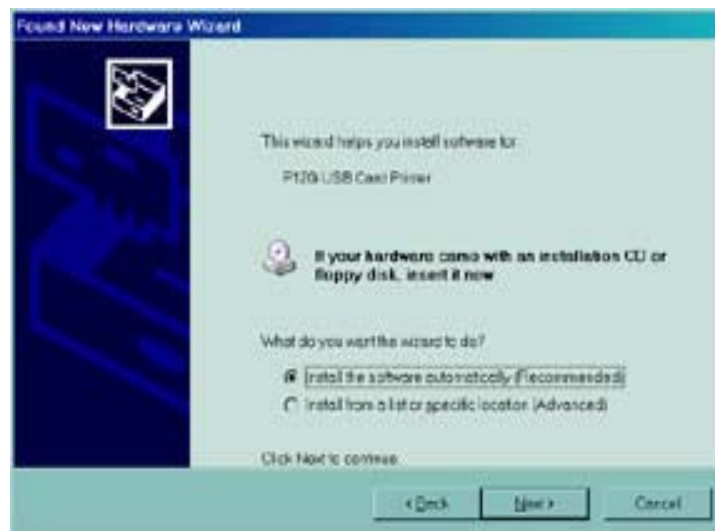 Found New Hardware Wizard
This wizard helps you install software for:
P120i USB Card Printer
If your hardware came with an installation CD or
floppy disk, insert it now
What do you want the wizard to do?
Install the software automatically (Recommended)
Install from a list or specific location (Advanced)
Click Next to continue
< Back
Next >
Cancel